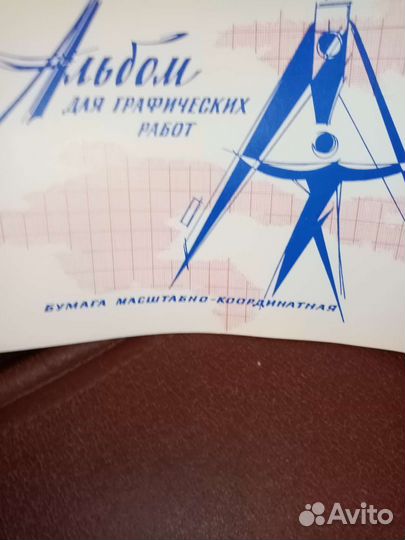 Альбом
ДЛЯ ГРАФИЧЕСКИХ
РАБОТ
БУМАГА МАСШТАБНО-КООРДИНАТНАЯ
Avito